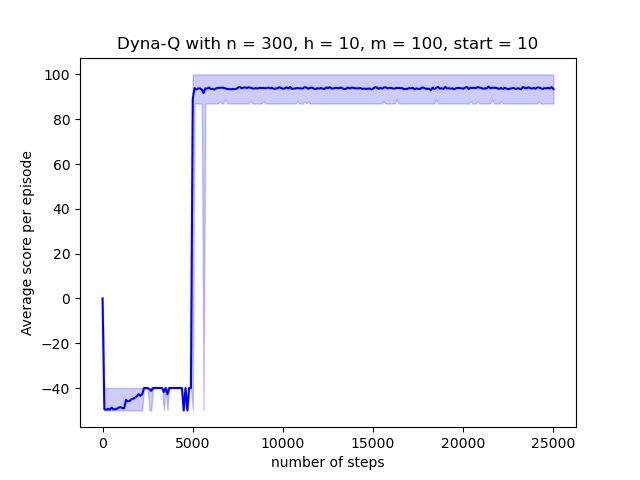 Dyna-Q with n = 300, h = 10, m = 100, start = 10
100
80
60
40
20
0
−20
−40
Average score per episode
0 5000 10000 15000 20000 25000
number of steps